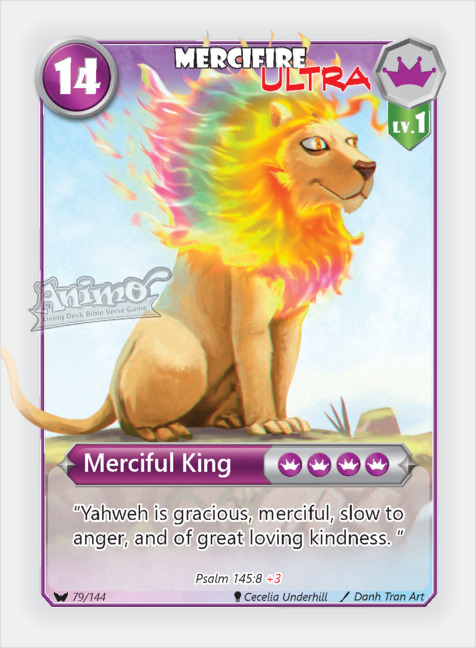 14
MERCIFIRE
ULTRA
LV.1
Animo
Living Deck Bible Verse Game
Merciful King
“Yahweh is gracious, merciful, slow to
anger, and of great loving kindness. ”
Psalm 145:8 +3
79/144
Cecelia Underhill
Danh Tran Art